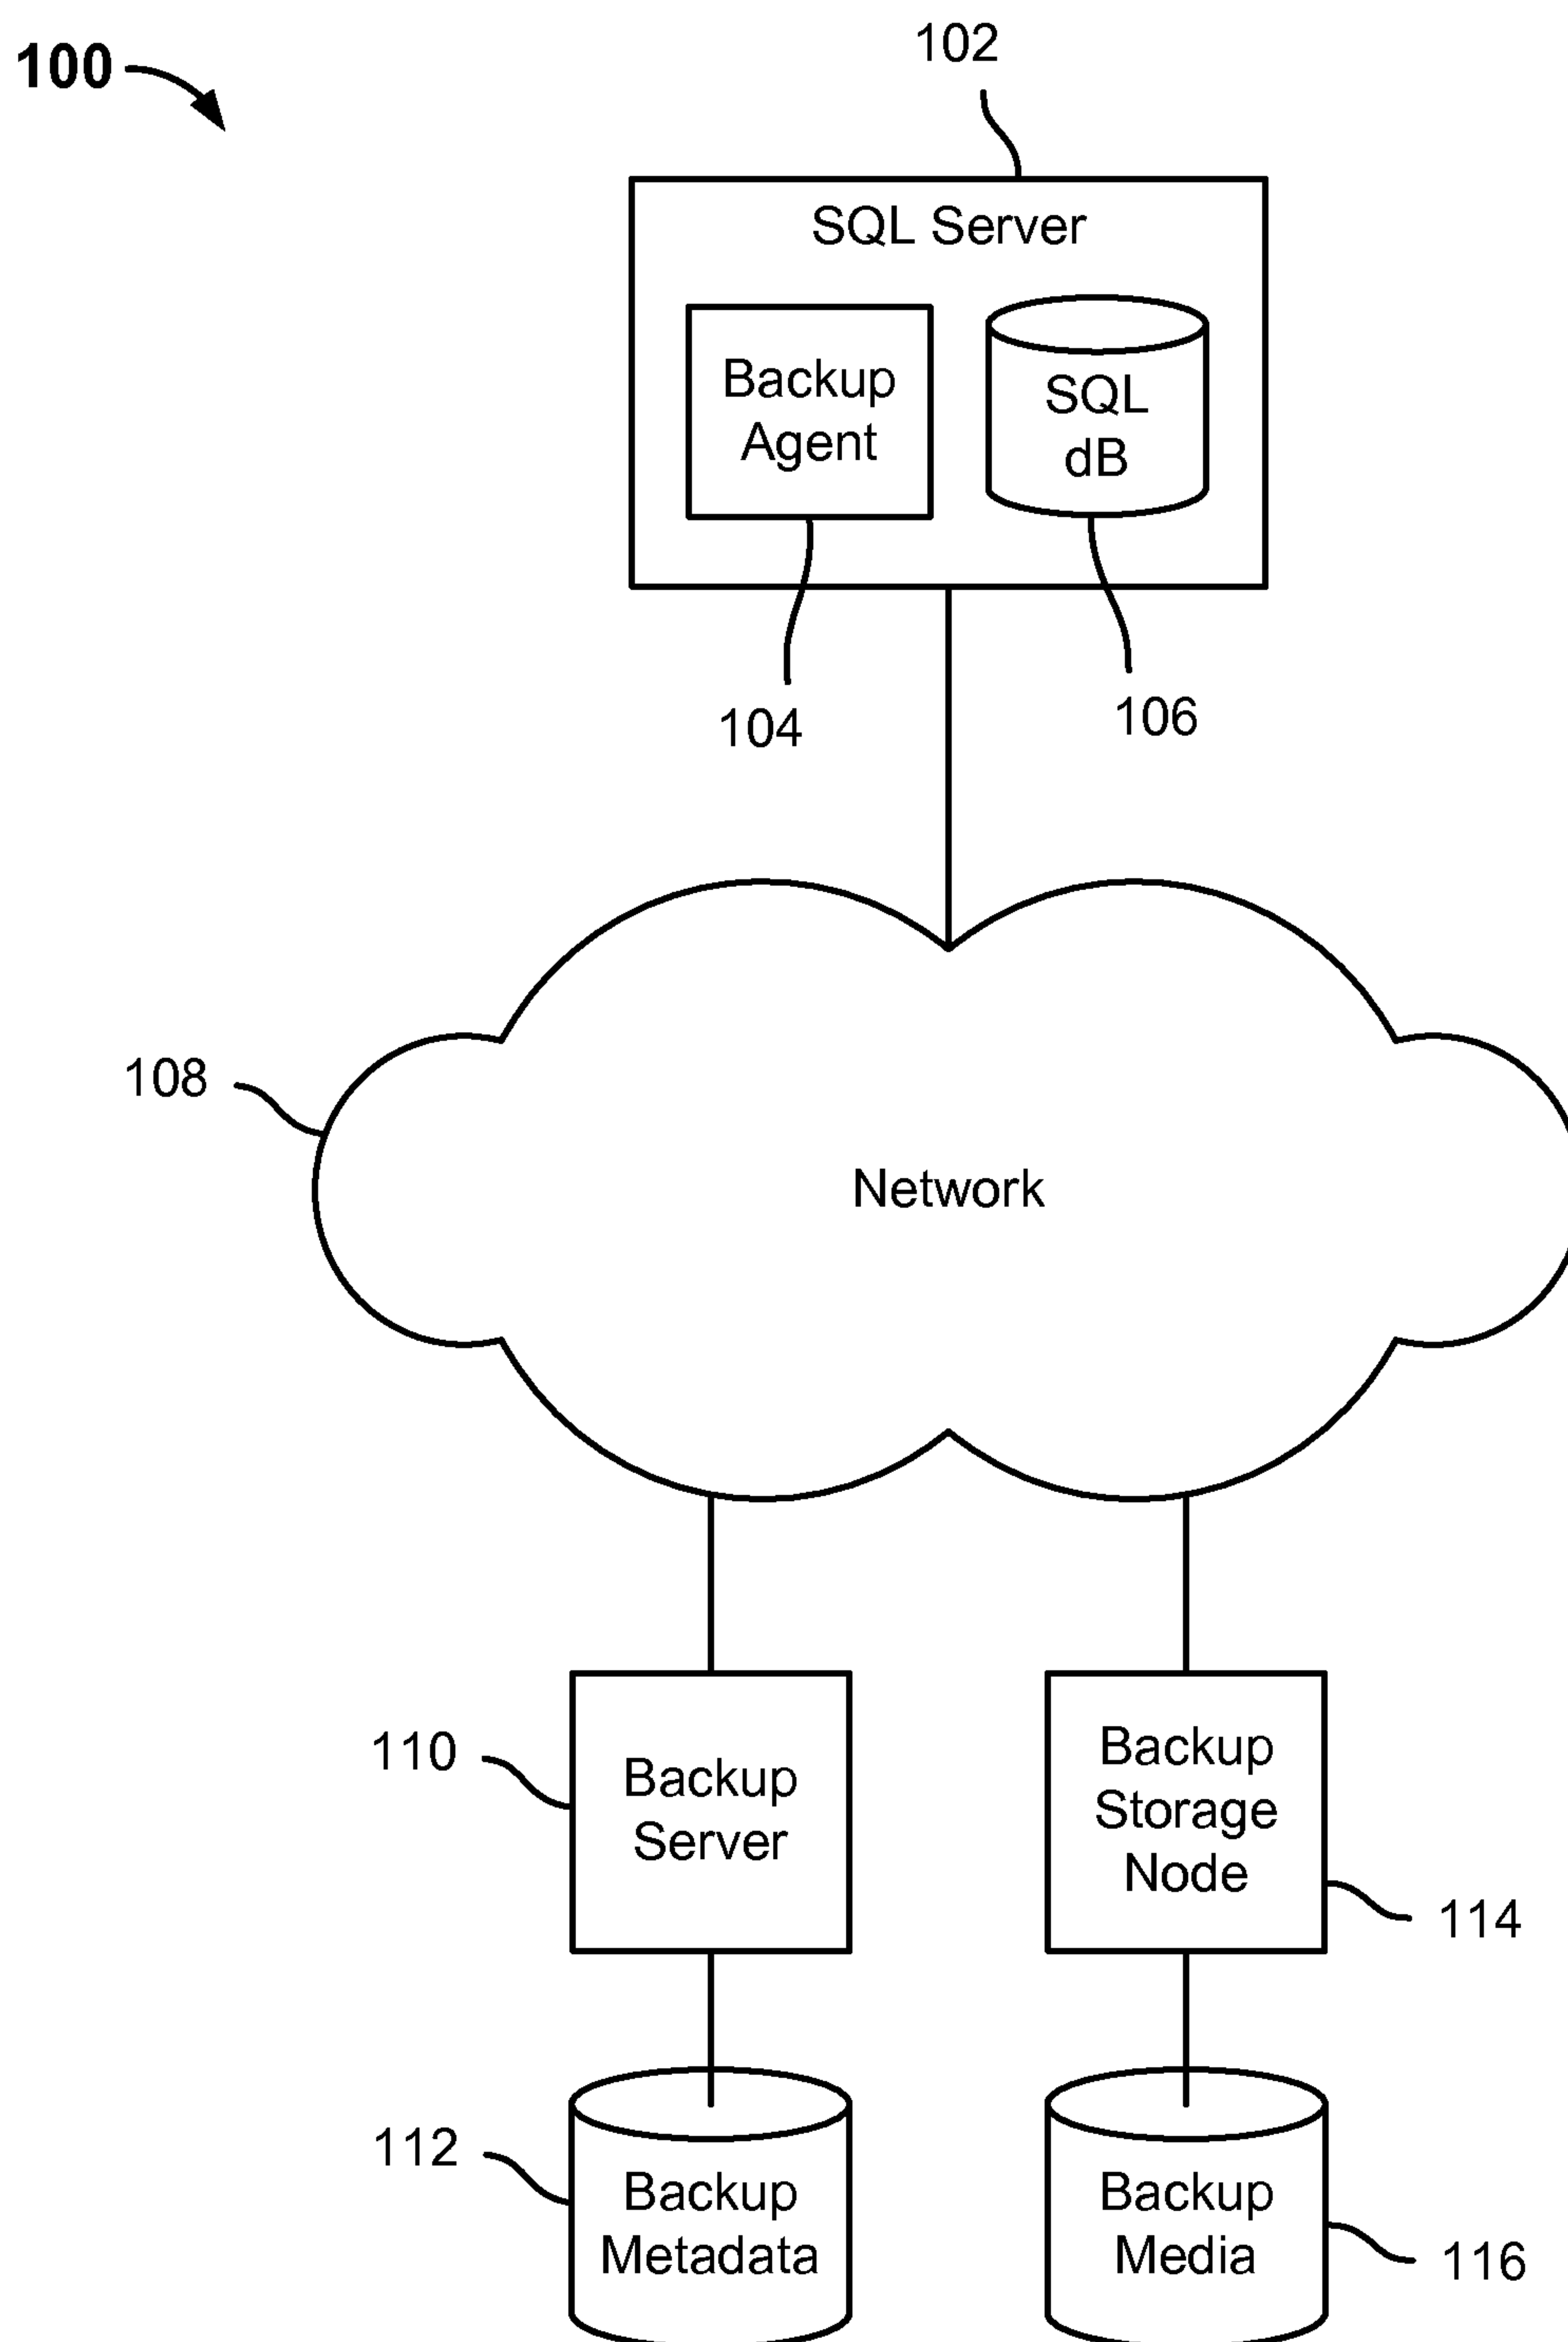 100
102
SQL Server
Backup
Agent
SQL
dB
104
106
108
Network
110
Backup
Server
Backup
Storage
Node
114
112
Backup
Metadata
Backup
Media
116